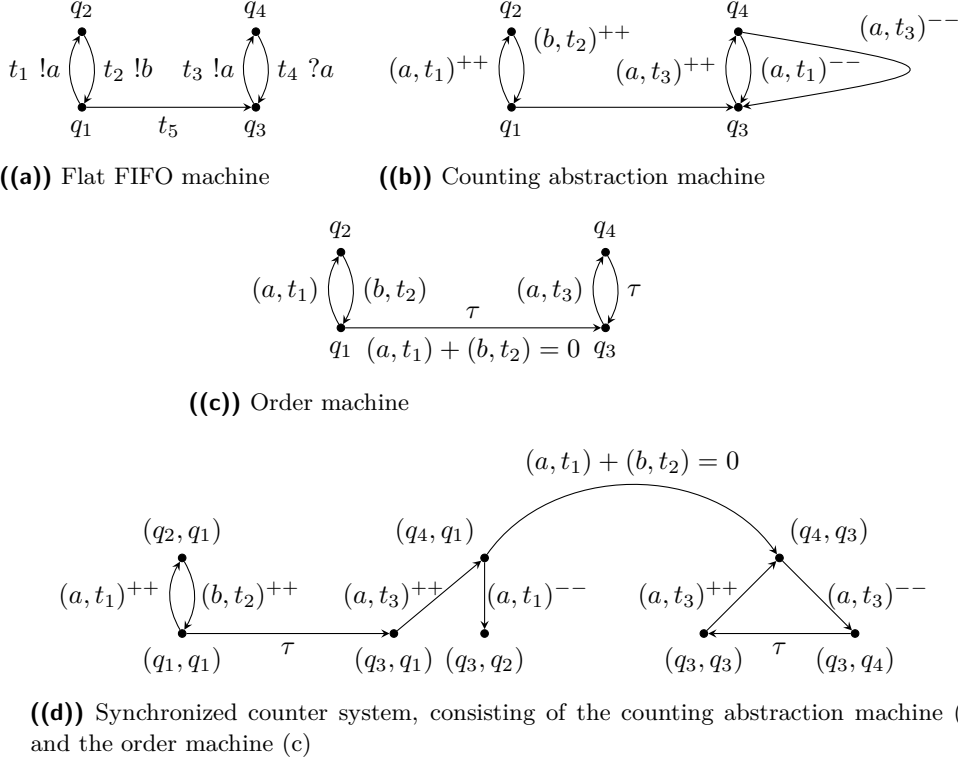 q₂ q₄ q₂ q₄
(a, t₃)⁻⁻
t₁ !a t₂ !b t₃ !a t₄ ?a (a, t₁)⁺⁺ (b, t₂)⁺⁺ (a, t₃)⁺⁺ (a, t₁)⁻⁻
q₁ t₅ q₃ q₁ q₃
((a)) Flat FIFO machine ((b)) Counting abstraction machine
q₂ q₄
(a, t₁) (b, t₂) (a, t₃) τ
τ
q₁ (a, t₁) + (b, t₂) = 0 q₃
((c)) Order machine
(a, t₁) + (b, t₂) = 0
(q₂, q₁) (q₄, q₁) (q₄, q₃)
(a, t₁)⁺⁺ (b, t₂)⁺⁺ (a, t₃)⁺⁺ (a, t₁)⁻⁻ (a, t₃)⁺⁺ (a, t₃)⁻⁻
(q₁, q₁) τ (q₃, q₁) (q₃, q₂) (q₃, q₃) τ (q₃, q₄)
((d)) Synchronized counter system, consisting of the counting abstraction machine (
and the order machine (c)